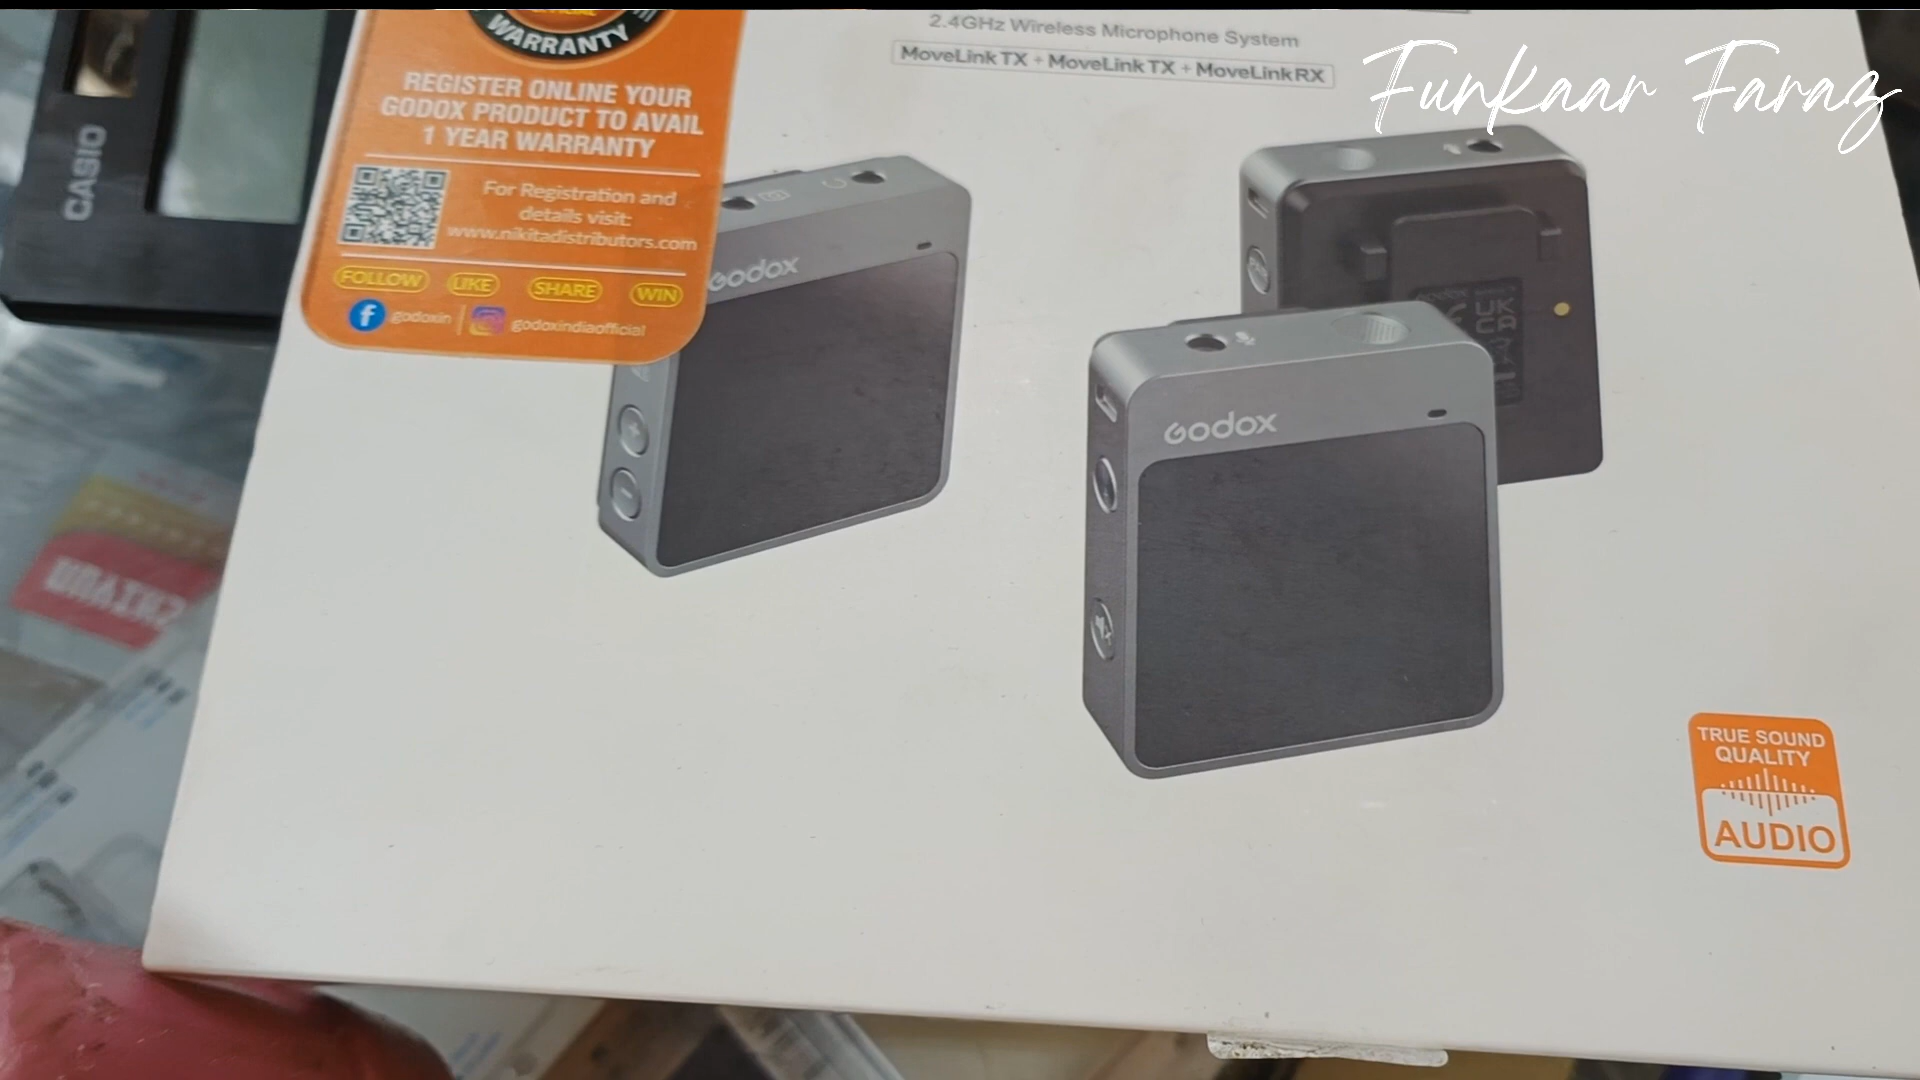 2.4GHz Wireless Microphone System
MoveLink TX + MoveLink TX + MoveLink RX
Funkaar Faraz
WARRANTY
REGISTER ONLINE YOUR
GODOX PRODUCT TO AVAIL
1 YEAR WARRANTY
For Registration and
details visit:
www.nikitadistributors.com
FOLLOW LIKE SHARE WIN
godoxin
godoxindiaofficial
CASIO
Godox
Godox
TRUE SOUND
QUALITY
AUDIO